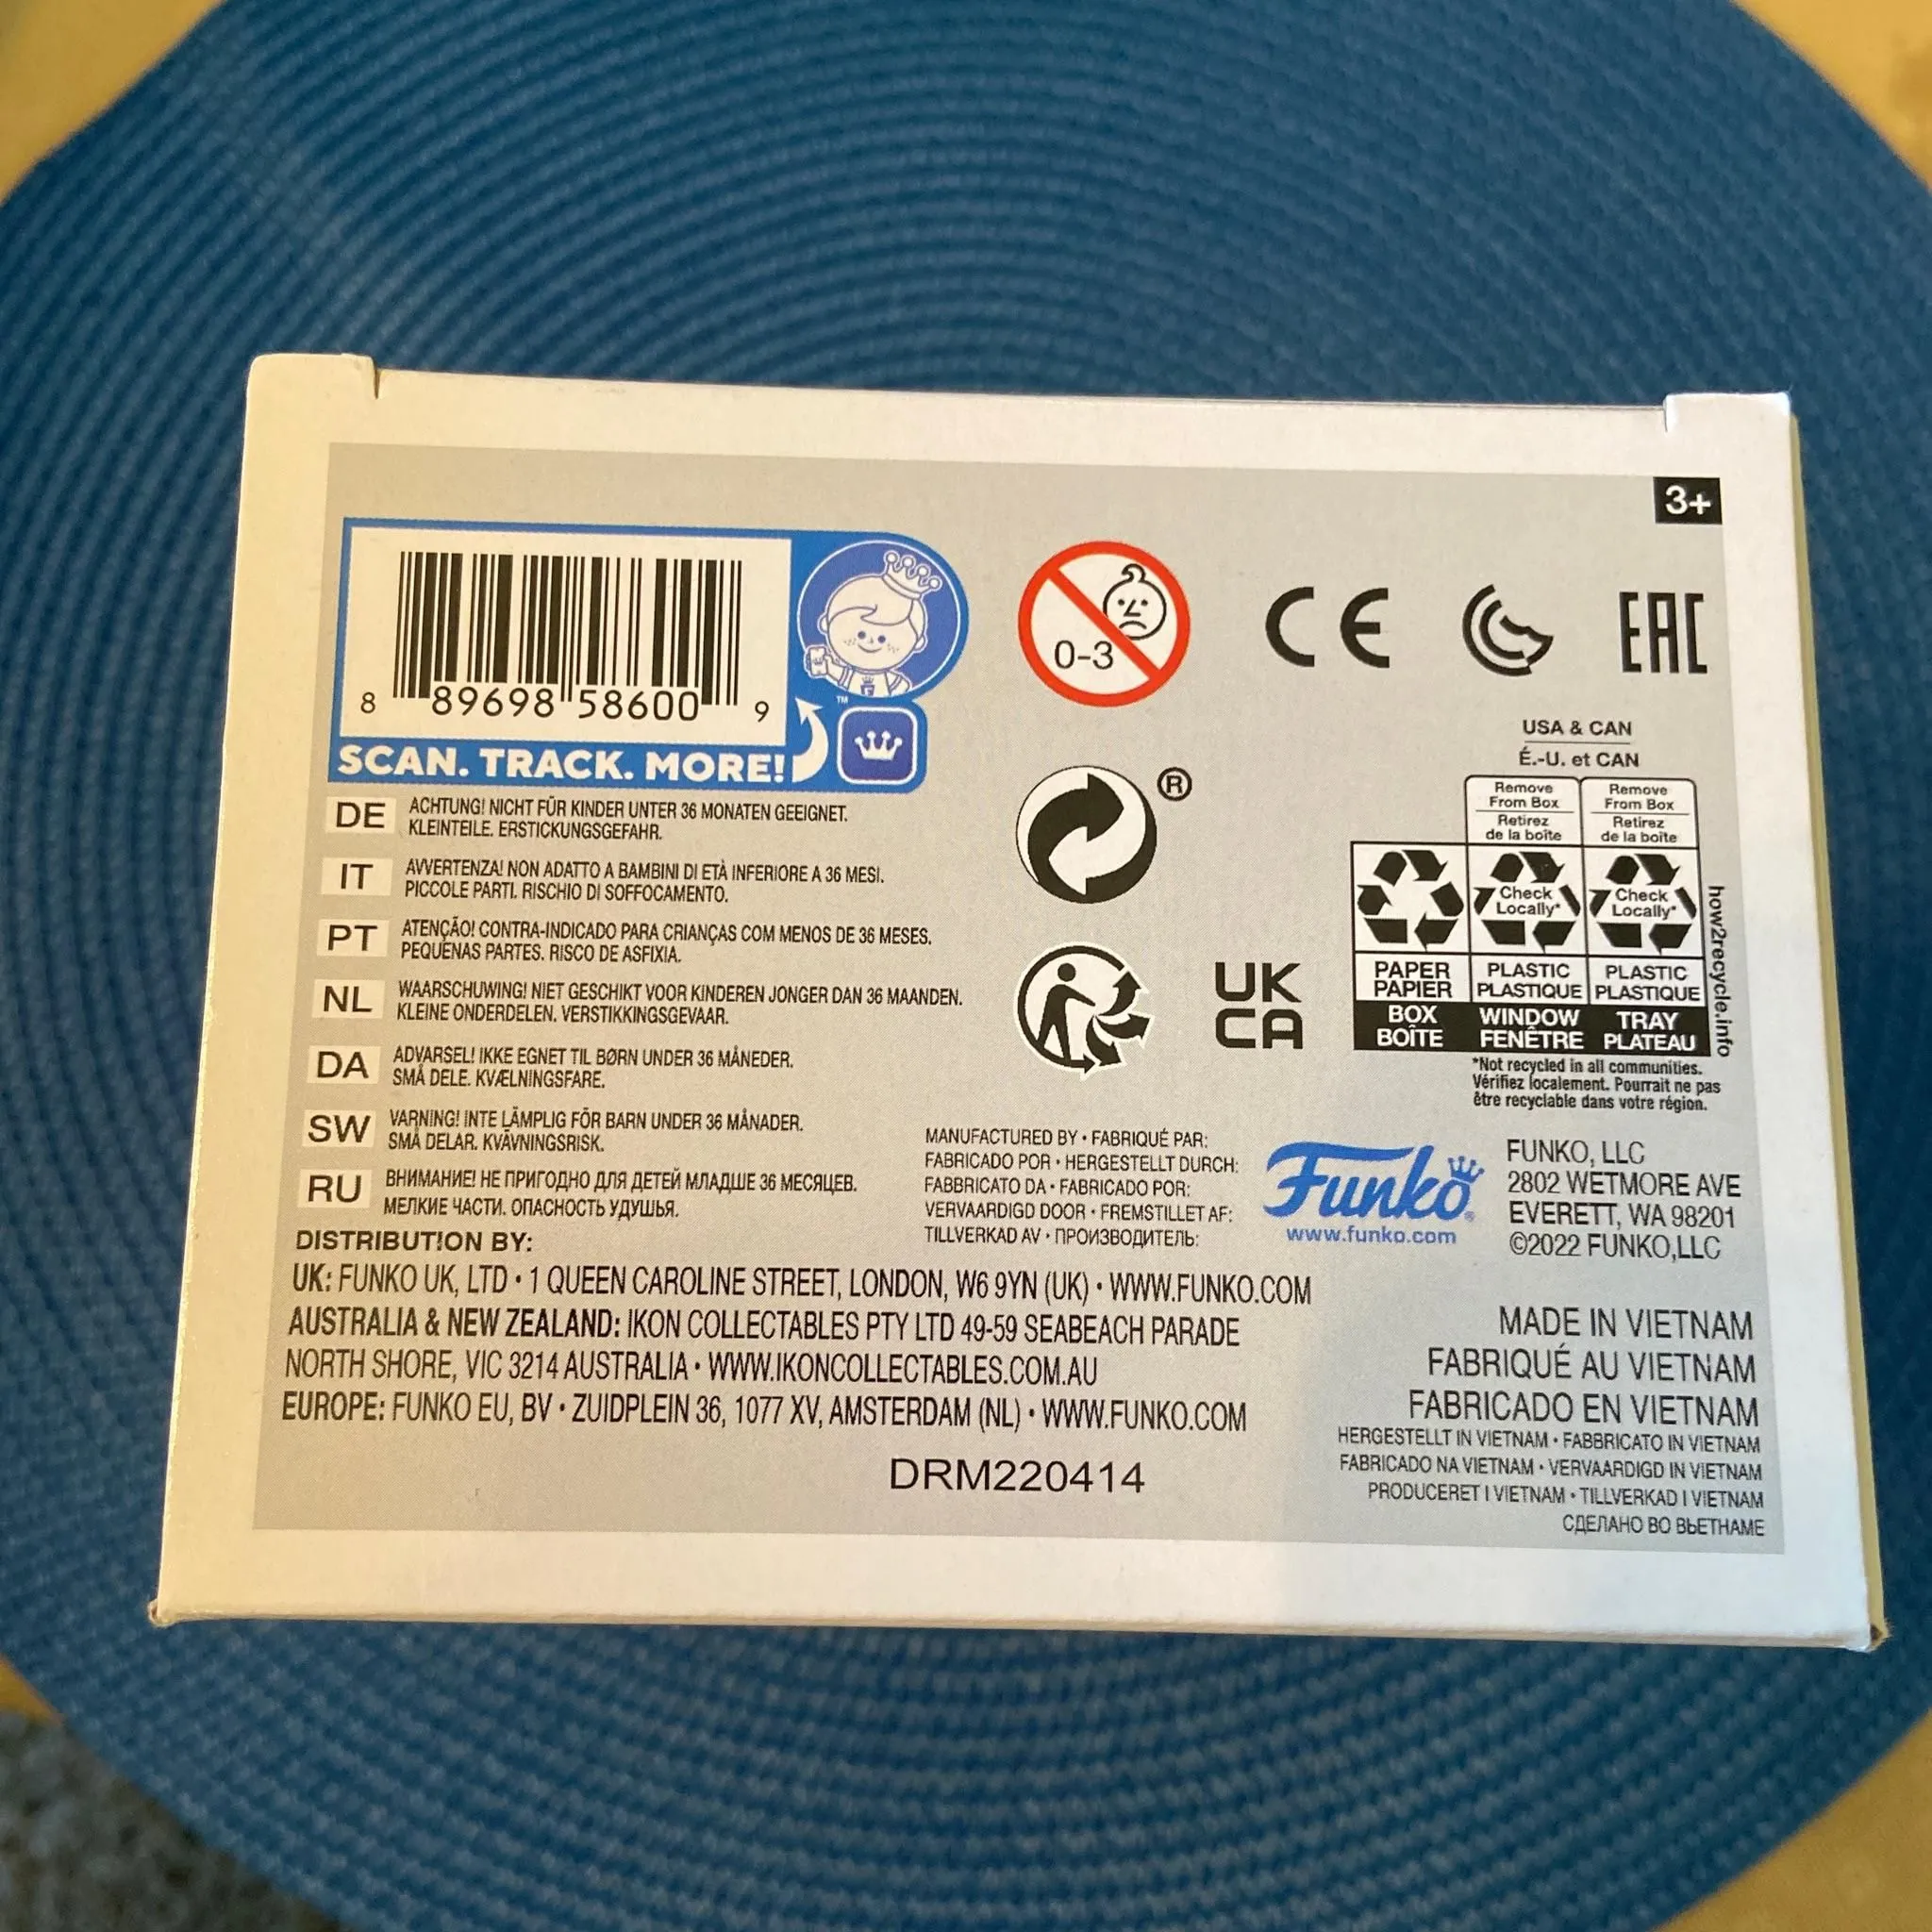 3+
8 89698 58600 9
SCAN. TRACK. MORE!
™
DE ACHTUNG! NICHT FÜR KINDER UNTER 36 MONATEN GEEIGNET.
KLEINTEILE. ERSTICKUNGSGEFAHR.
IT AVVERTENZA! NON ADATTO A BAMBINI DI ETÀ INFERIORE A 36 MESI.
PICCOLE PARTI. RISCHIO DI SOFFOCAMENTO.
PT ATENÇÃO! CONTRA-INDICADO PARA CRIANÇAS COM MENOS DE 36 MESES.
PEQUENAS PARTES. RISCO DE ASFIXIA.
NL WAARSCHUWING! NIET GESCHIKT VOOR KINDEREN JONGER DAN 36 MAANDEN.
KLEINE ONDERDELEN. VERSTIKKINGSGEVAAR.
DA ADVARSEL! IKKE EGNET TIL BØRN UNDER 36 MÅNEDER.
SMÅ DELE. KVÆLNINGSFARE.
SW VARNING! INTE LÄMPLIG FÖR BARN UNDER 36 MÅNADER.
SMÅ DELAR. KVÄVNINGSRISK.
RU ВНИМАНИЕ! НЕ ПРИГОДНО ДЛЯ ДЕТЕЙ МЛАДШЕ 36 МЕСЯЦЕВ.
МЕЛКИЕ ЧАСТИ. ОПАСНОСТЬ УДУШЬЯ.
0-3
CE
EAC
®
UK
CA
USA & CAN
É.-U. et CAN
Remove
From Box
Retirez
de la boîte
Remove
From Box
Retirez
de la boîte
Check
Locally*
Check
Locally*
PAPER
PAPIER
PLASTIC
PLASTIQUE
PLASTIC
PLASTIQUE
BOX
BOÎTE
WINDOW
FENÊTRE
TRAY
PLATEAU
how2recycle.info
*Not recycled in all communities.
Vérifiez localement. Pourrait ne pas
être recyclable dans votre région.
MANUFACTURED BY • FABRIQUÉ PAR:
FABRICADO POR • HERGESTELLT DURCH:
FABBRICATO DA • FABRICADO POR:
VERVAARDIGD DOOR • FREMSTILLET AF:
TILLVERKAD AV • ПРОИЗВОДИТЕЛЬ:
Funko®
www.funko.com
FUNKO, LLC
2802 WETMORE AVE
EVERETT, WA 98201
©2022 FUNKO,LLC
DISTRIBUTION BY:
UK: FUNKO UK, LTD • 1 QUEEN CAROLINE STREET, LONDON, W6 9YN (UK) • WWW.FUNKO.COM
AUSTRALIA & NEW ZEALAND: IKON COLLECTABLES PTY LTD 49-59 SEABEACH PARADE
NORTH SHORE, VIC 3214 AUSTRALIA • WWW.IKONCOLLECTABLES.COM.AU
EUROPE: FUNKO EU, BV • ZUIDPLEIN 36, 1077 XV, AMSTERDAM (NL) • WWW.FUNKO.COM
DRM220414
MADE IN VIETNAM
FABRIQUÉ AU VIETNAM
FABRICADO EN VIETNAM
HERGESTELLT IN VIETNAM • FABBRICATO IN VIETNAM
FABRICADO NA VIETNAM • VERVAARDIGD IN VIETNAM
PRODUCERET I VIETNAM • TILLVERKAD I VIETNAM
СДЕЛАНО ВО ВЬЕТНАМЕ